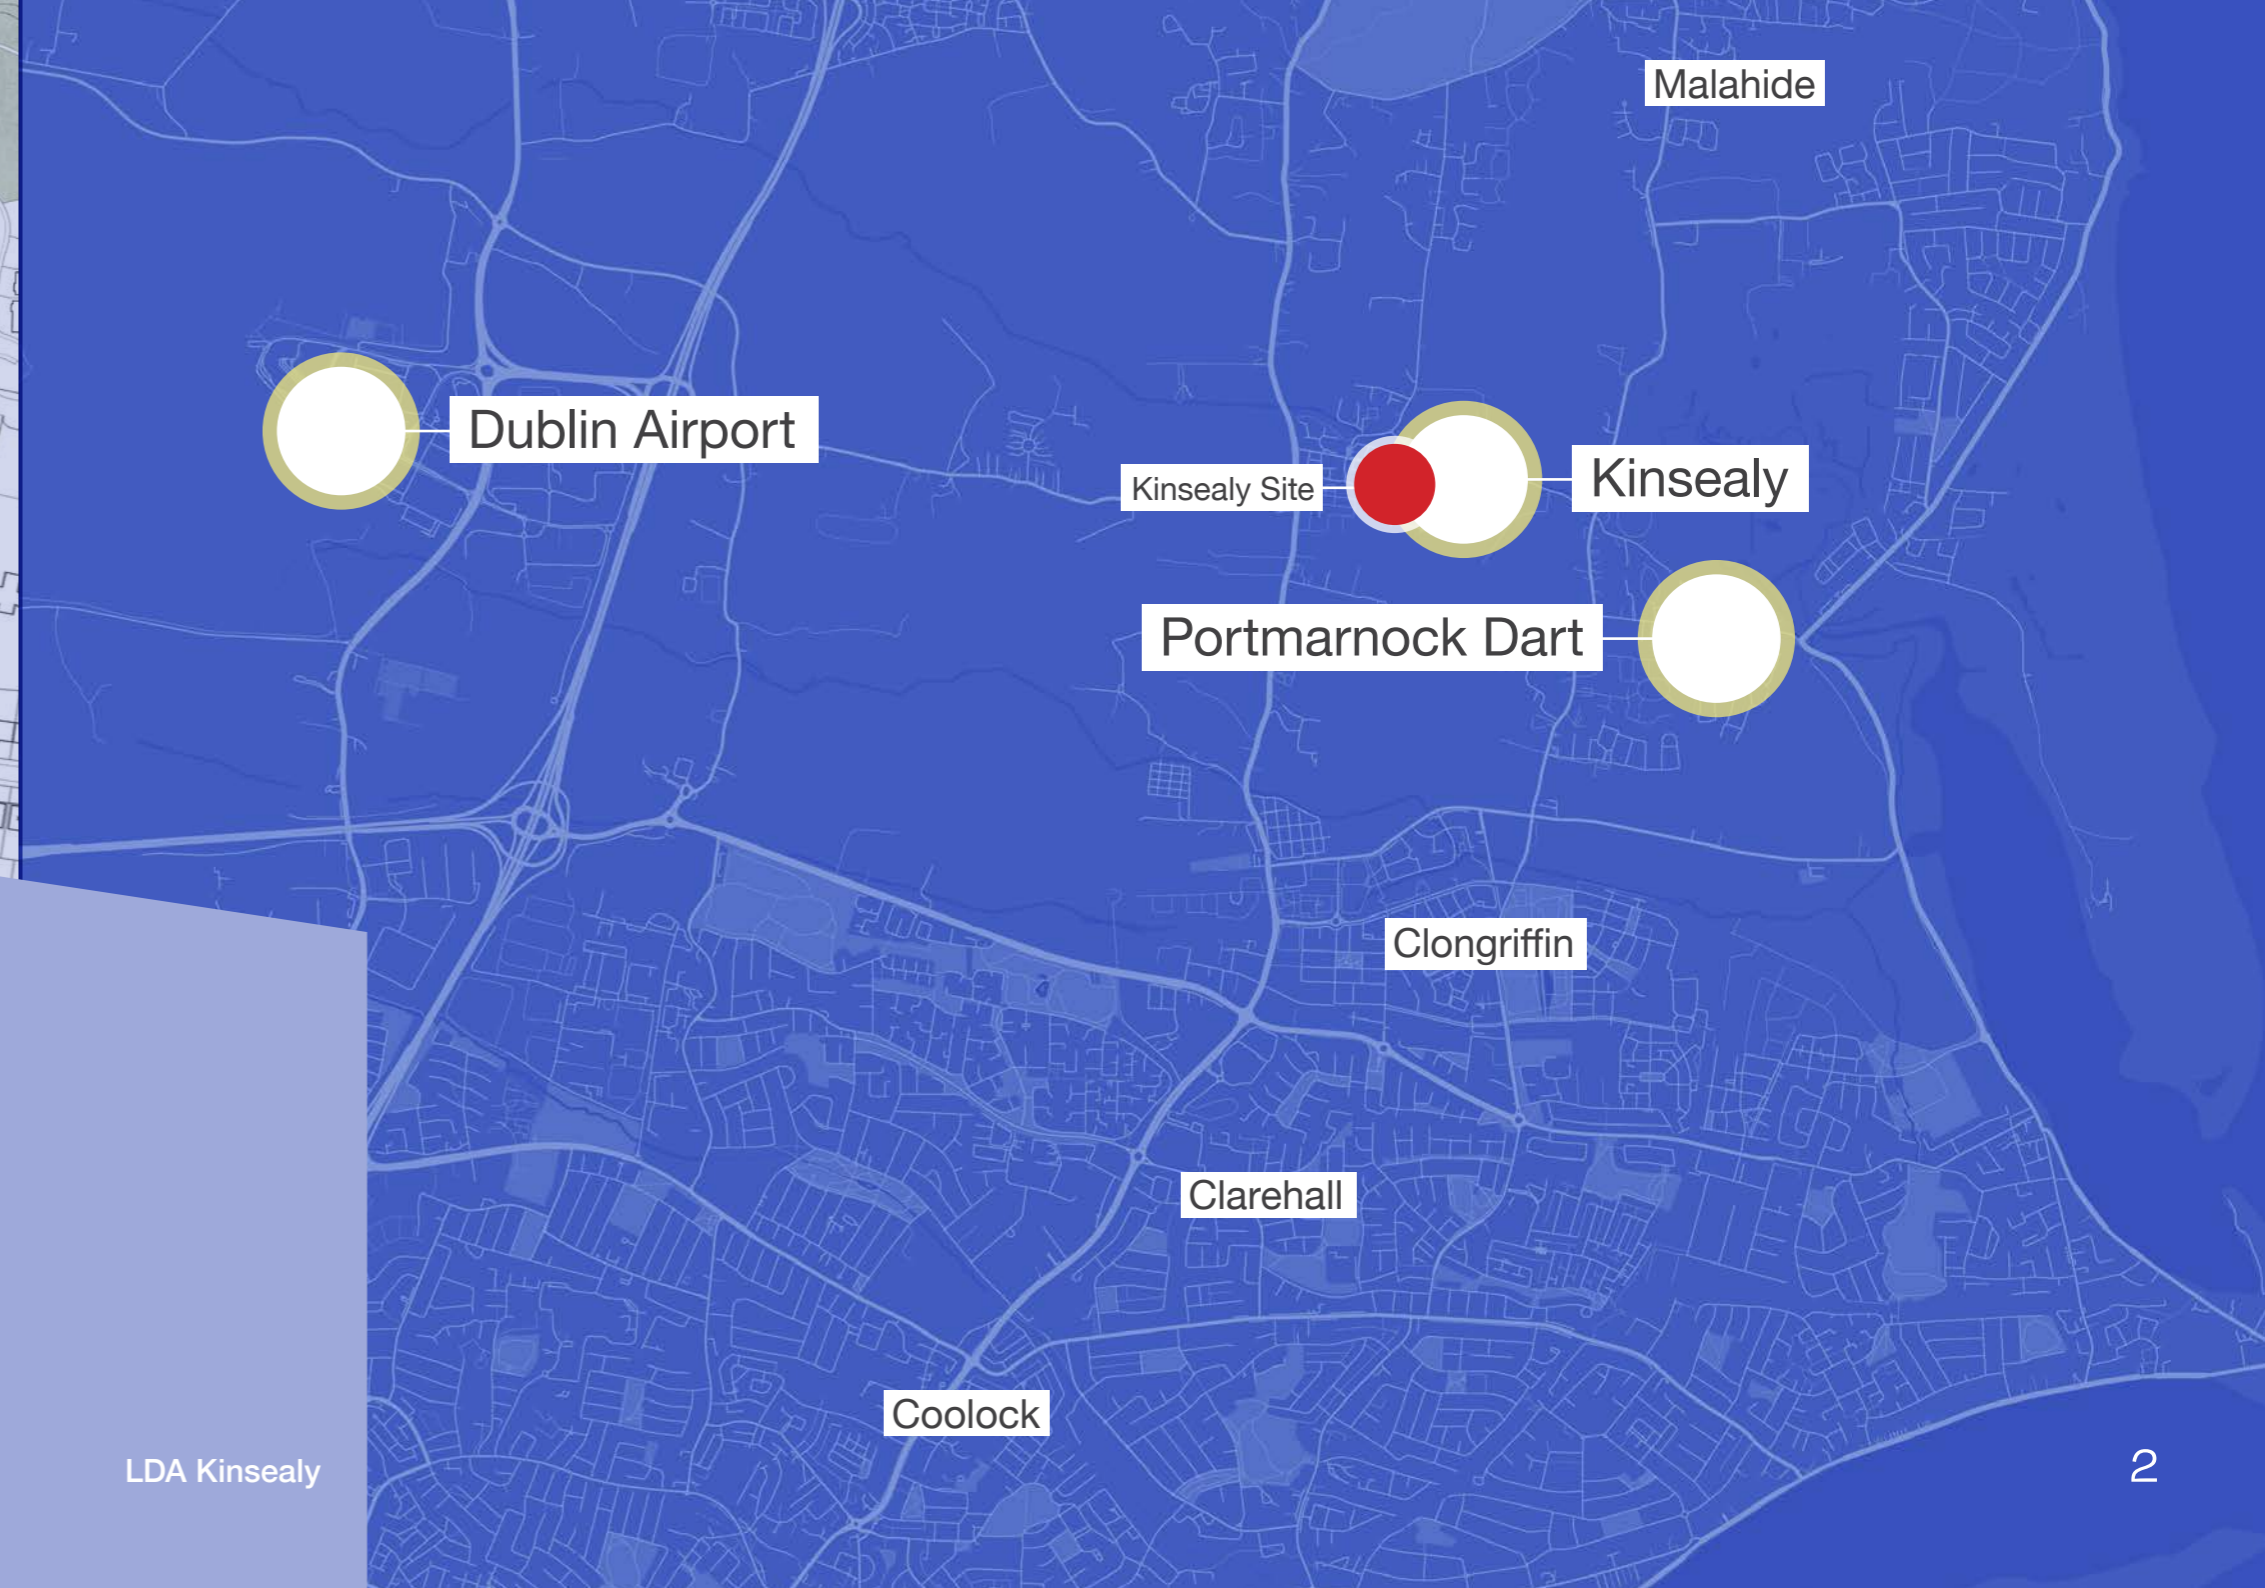 Malahide
Dublin Airport
Kinsealy Site
Kinsealy
Portmarnock Dart
Clongriffin
Clarehall
Coolock
LDA Kinsealy
2